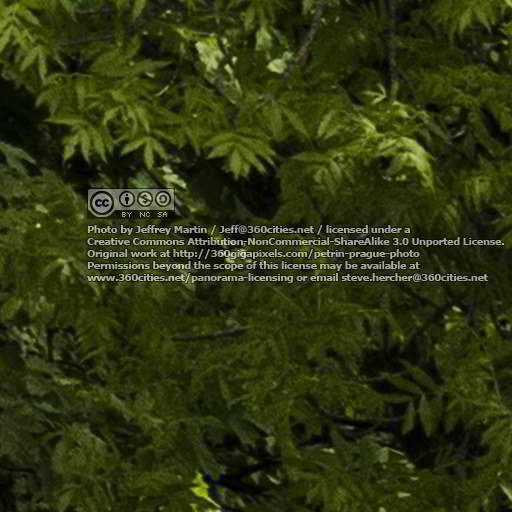 cc
BY NC SA
Photo by Jeffrey Martin / Jeff@360cities.net / licensed under a
Creative Commons Attribution-NonCommercial-ShareAlike 3.0 Unported License.
Original work at http://360gigapixels.com/petrin-prague-photo
Permissions beyond the scope of this license may be available at
www.360cities.net/panorama-licensing or email steve.hercher@360cities.net